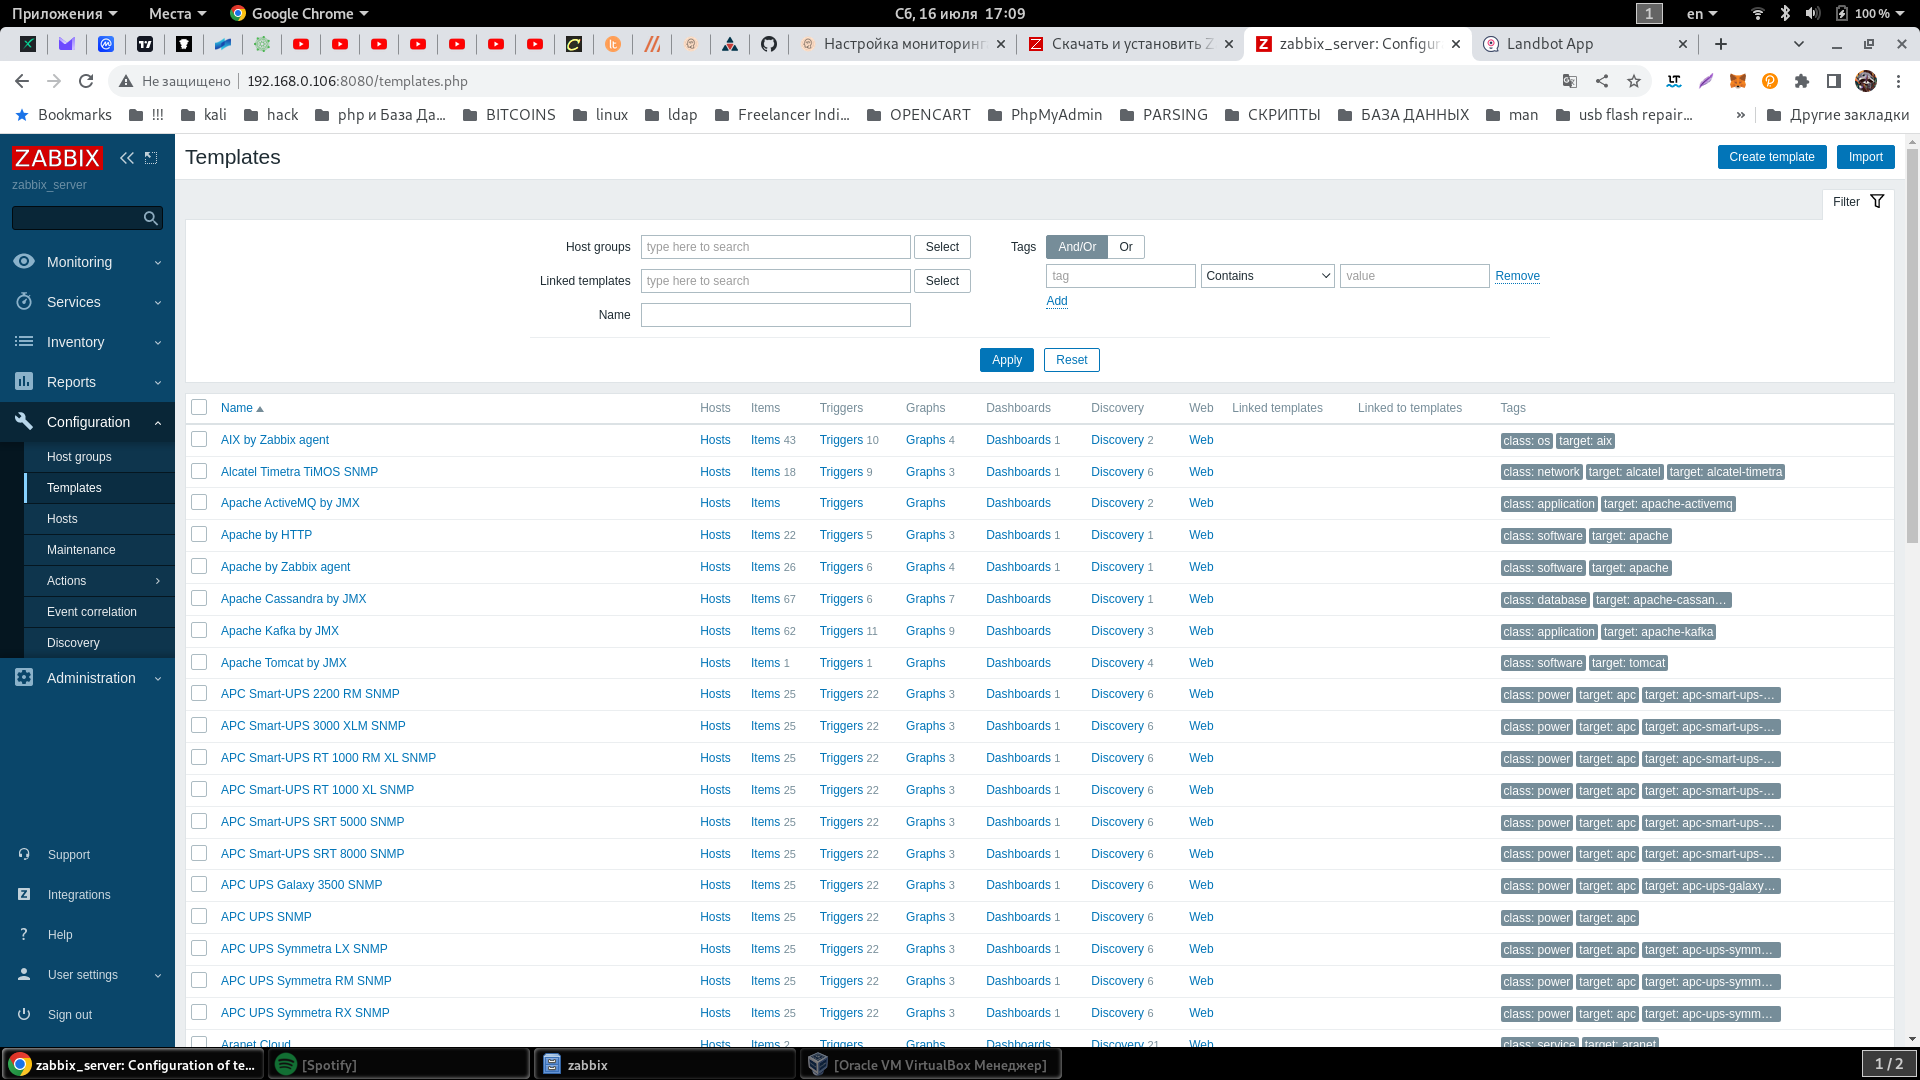 Приложения Места Google Chrome Сб, 16 июля 17:09 1 en 100 %
Настройка мониторинг Скачать и установить Z zabbix_server: Configur Landbot App
Не защищено 192.168.0.106:8080/templates.php
Bookmarks !!! kali hack php и База Да... BITCOINS linux ldap Freelancer Indi... OPENCART PhpMyAdmin PARSING СКРИПТЫ БАЗА ДАННЫХ man usb flash repair... » Другие закладки
ZABBIX
zabbix_server
Monitoring
Services
Inventory
Reports
Configuration
Host groups
Templates
Hosts
Maintenance
Actions
Event correlation
Discovery
Administration
Support
Integrations
Help
User settings
Sign out
Templates Create template Import
Filter
Host groups type here to search Select Tags And/Or Or
tag Contains value Remove
Linked templates type here to search Select
Add
Name
Apply Reset
Name Hosts Items Triggers Graphs Dashboards Discovery Web Linked templates Linked to templates Tags
AIX by Zabbix agent Hosts Items 43 Triggers 10 Graphs 4 Dashboards 1 Discovery 2 Web class: os target: aix
Alcatel Timetra TiMOS SNMP Hosts Items 18 Triggers 9 Graphs 3 Dashboards 1 Discovery 6 Web class: network target: alcatel target: alcatel-timetra
Apache ActiveMQ by JMX Hosts Items Triggers Graphs Dashboards Discovery 2 Web class: application target: apache-activemq
Apache by HTTP Hosts Items 22 Triggers 5 Graphs 3 Dashboards 1 Discovery 1 Web class: software target: apache
Apache by Zabbix agent Hosts Items 26 Triggers 6 Graphs 4 Dashboards 1 Discovery 1 Web class: software target: apache
Apache Cassandra by JMX Hosts Items 67 Triggers 6 Graphs 7 Dashboards Discovery 1 Web class: database target: apache-cassan...
Apache Kafka by JMX Hosts Items 62 Triggers 11 Graphs 9 Dashboards Discovery 3 Web class: application target: apache-kafka
Apache Tomcat by JMX Hosts Items 1 Triggers 1 Graphs Dashboards Discovery 4 Web class: software target: tomcat
APC Smart-UPS 2200 RM SNMP Hosts Items 25 Triggers 22 Graphs 3 Dashboards 1 Discovery 6 Web class: power target: apc target: apc-smart-ups-...
APC Smart-UPS 3000 XLM SNMP Hosts Items 25 Triggers 22 Graphs 3 Dashboards 1 Discovery 6 Web class: power target: apc target: apc-smart-ups-...
APC Smart-UPS RT 1000 RM XL SNMP Hosts Items 25 Triggers 22 Graphs 3 Dashboards 1 Discovery 6 Web class: power target: apc target: apc-smart-ups-...
APC Smart-UPS RT 1000 XL SNMP Hosts Items 25 Triggers 22 Graphs 3 Dashboards 1 Discovery 6 Web class: power target: apc target: apc-smart-ups-...
APC Smart-UPS SRT 5000 SNMP Hosts Items 25 Triggers 22 Graphs 3 Dashboards 1 Discovery 6 Web class: power target: apc target: apc-smart-ups-...
APC Smart-UPS SRT 8000 SNMP Hosts Items 25 Triggers 22 Graphs 3 Dashboards 1 Discovery 6 Web class: power target: apc target: apc-smart-ups-...
APC UPS Galaxy 3500 SNMP Hosts Items 25 Triggers 22 Graphs 3 Dashboards 1 Discovery 6 Web class: power target: apc target: apc-ups-galaxy...
APC UPS SNMP Hosts Items 25 Triggers 22 Graphs 3 Dashboards 1 Discovery 6 Web class: power target: apc
APC UPS Symmetra LX SNMP Hosts Items 25 Triggers 22 Graphs 3 Dashboards 1 Discovery 6 Web class: power target: apc target: apc-ups-symm...
APC UPS Symmetra RM SNMP Hosts Items 25 Triggers 22 Graphs 3 Dashboards 1 Discovery 6 Web class: power target: apc target: apc-ups-symm...
APC UPS Symmetra RX SNMP Hosts Items 25 Triggers 22 Graphs 3 Dashboards 1 Discovery 6 Web class: power target: apc target: apc-ups-symm...
Aranet Cloud Hosts Items 2 Triggers Graphs Dashboards Discovery 21 Web class: service target: aranet
zabbix_server: Configuration of te... [Spotify] zabbix [Oracle VM VirtualBox Менеджер] 1 / 2